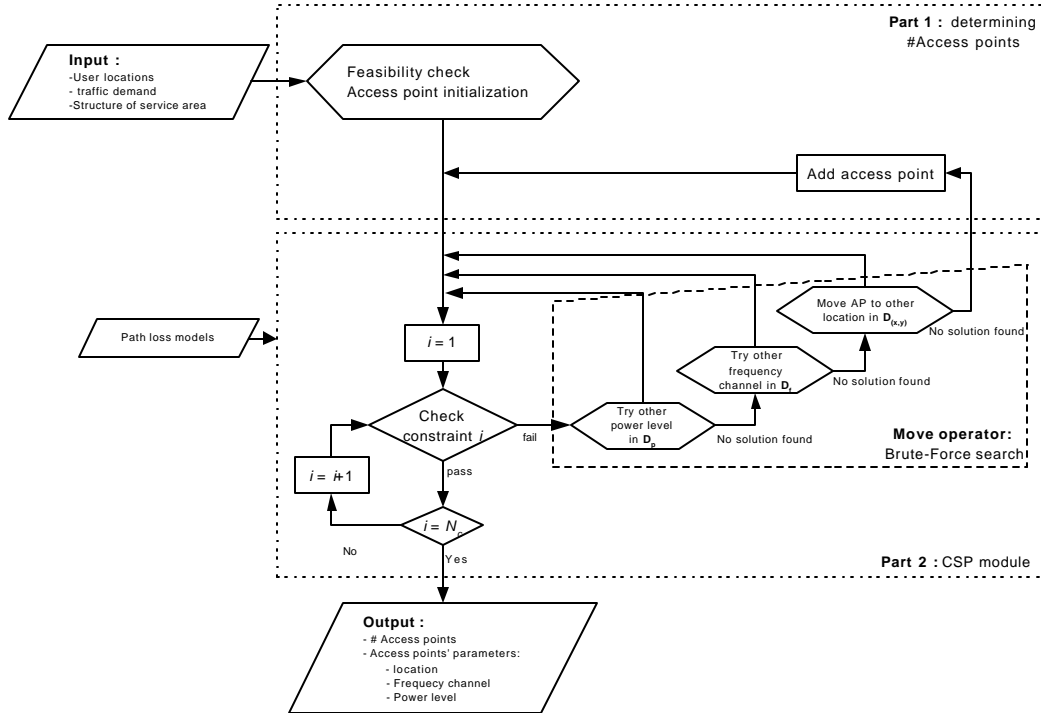 Part 1 : determining
#Access points
Input :
-User locations
- traffic demand
-Structure of service area
Feasibility check
Access point initialization
Add access point
Move AP to other
location in D(x,y)
No solution found
Path loss models
i = 1
Try other
frequency
channel in Df
No solution found
Check
constraint i
fail
Try other
power level
in Dp
No solution found
Move operator:
Brute-Force search
pass
i = i+1
i = Nc
No
Yes
Part 2 : CSP module
Output :
- # Access points
- Access points' parameters:
- location
- Frequecy channel
- Power level